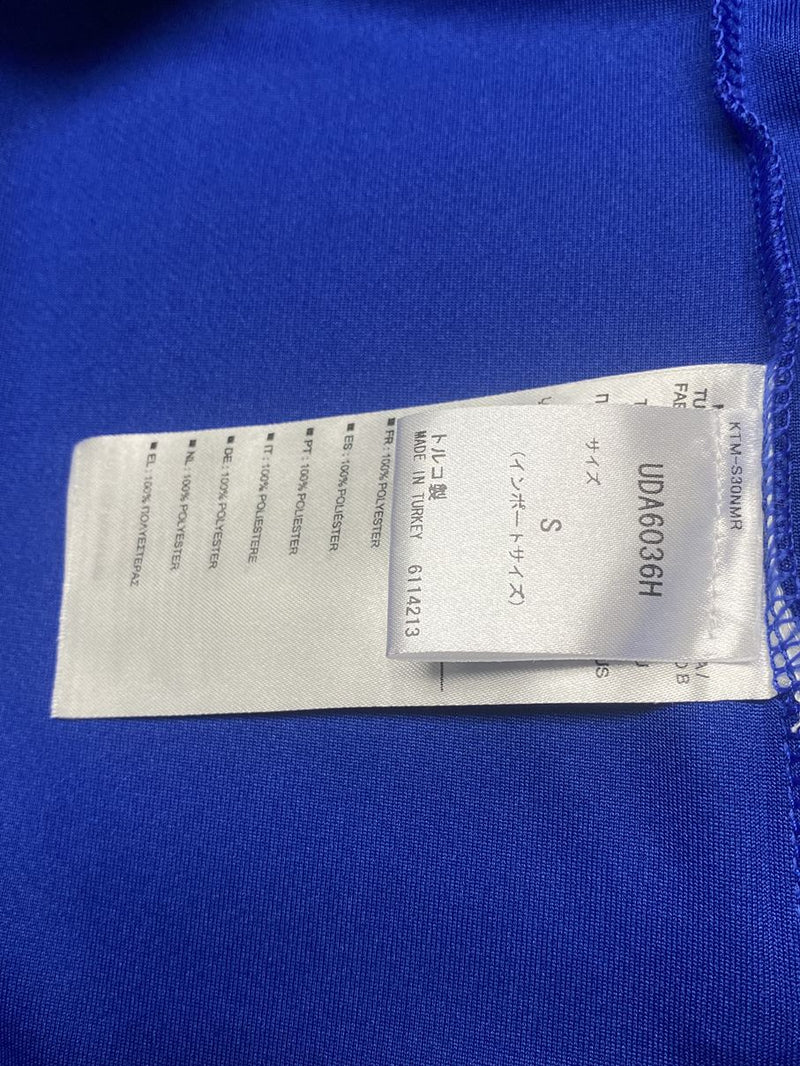 KTM-S30NMR
UDA6036H
サイズ
S
(インポートサイズ)
トルコ製
MADE IN TURKEY 6114213
FR : 100% POLYESTER
ES : 100% POLIÉSTER
PT : 100% POLIÉSTER
IT : 100% POLIESTERE
DE : 100% POLYESTER
NL : 100% POLYESTER
EL : 100% ΠΟΛΥΕΣΤΕΡΑΣ